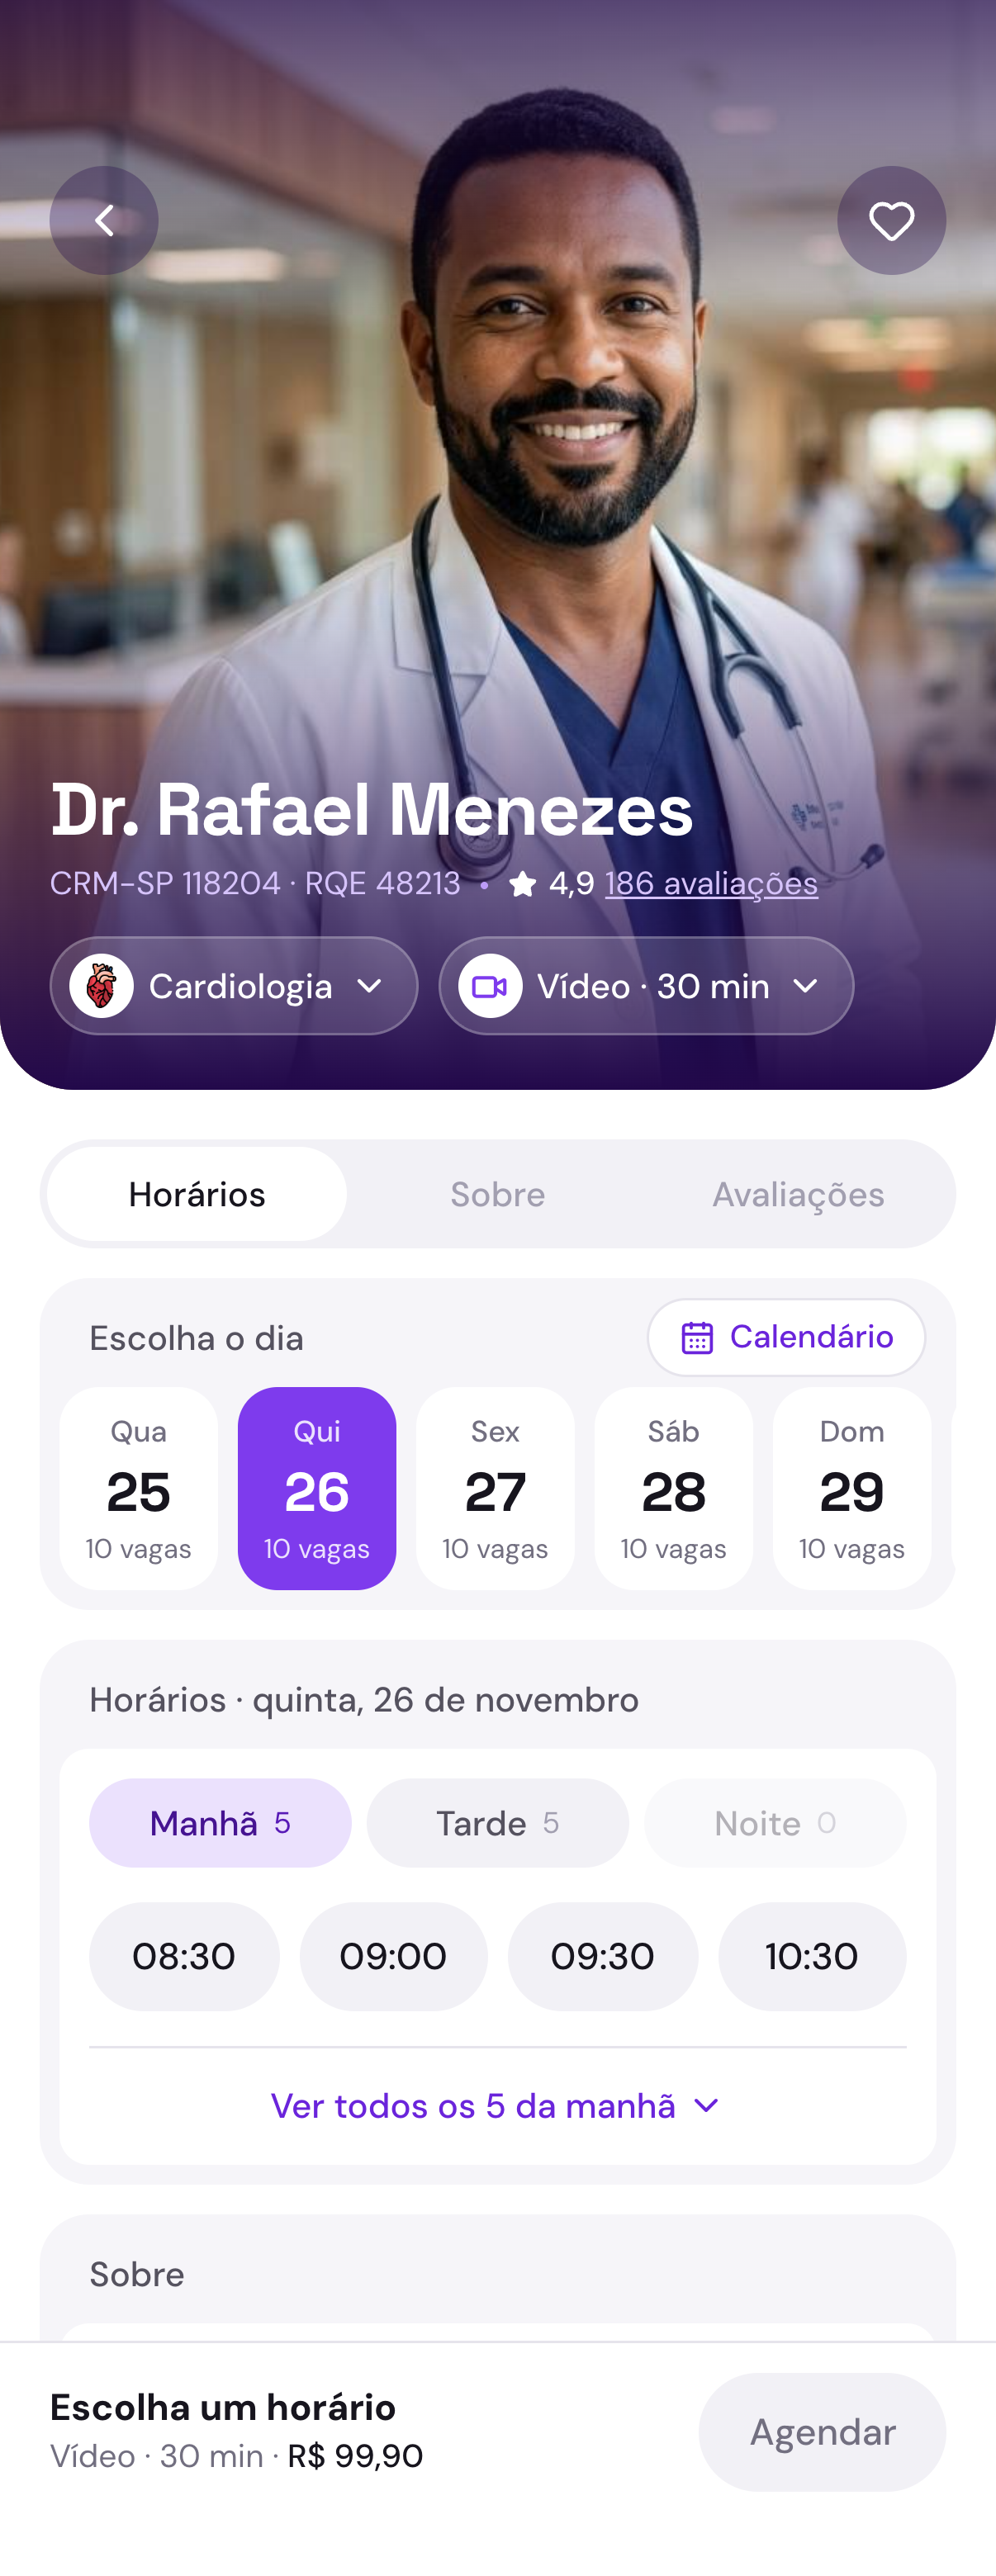 Dr. Rafael Menezes
CRM-SP 118204 · RQE 48213 • ★ 4,9 186 avaliações
Cardiologia Vídeo · 30 min
Horários Sobre Avaliações
Escolha o dia Calendário
Qua Qui Sex Sáb Dom
25 26 27 28 29
10 vagas 10 vagas 10 vagas 10 vagas 10 vagas
Horários · quinta, 26 de novembro
Manhã 5 Tarde 5 Noite 0
08:30 09:00 09:30 10:30
Ver todos os 5 da manhã
Sobre
Escolha um horário
Vídeo · 30 min · R$ 99,90
Agendar